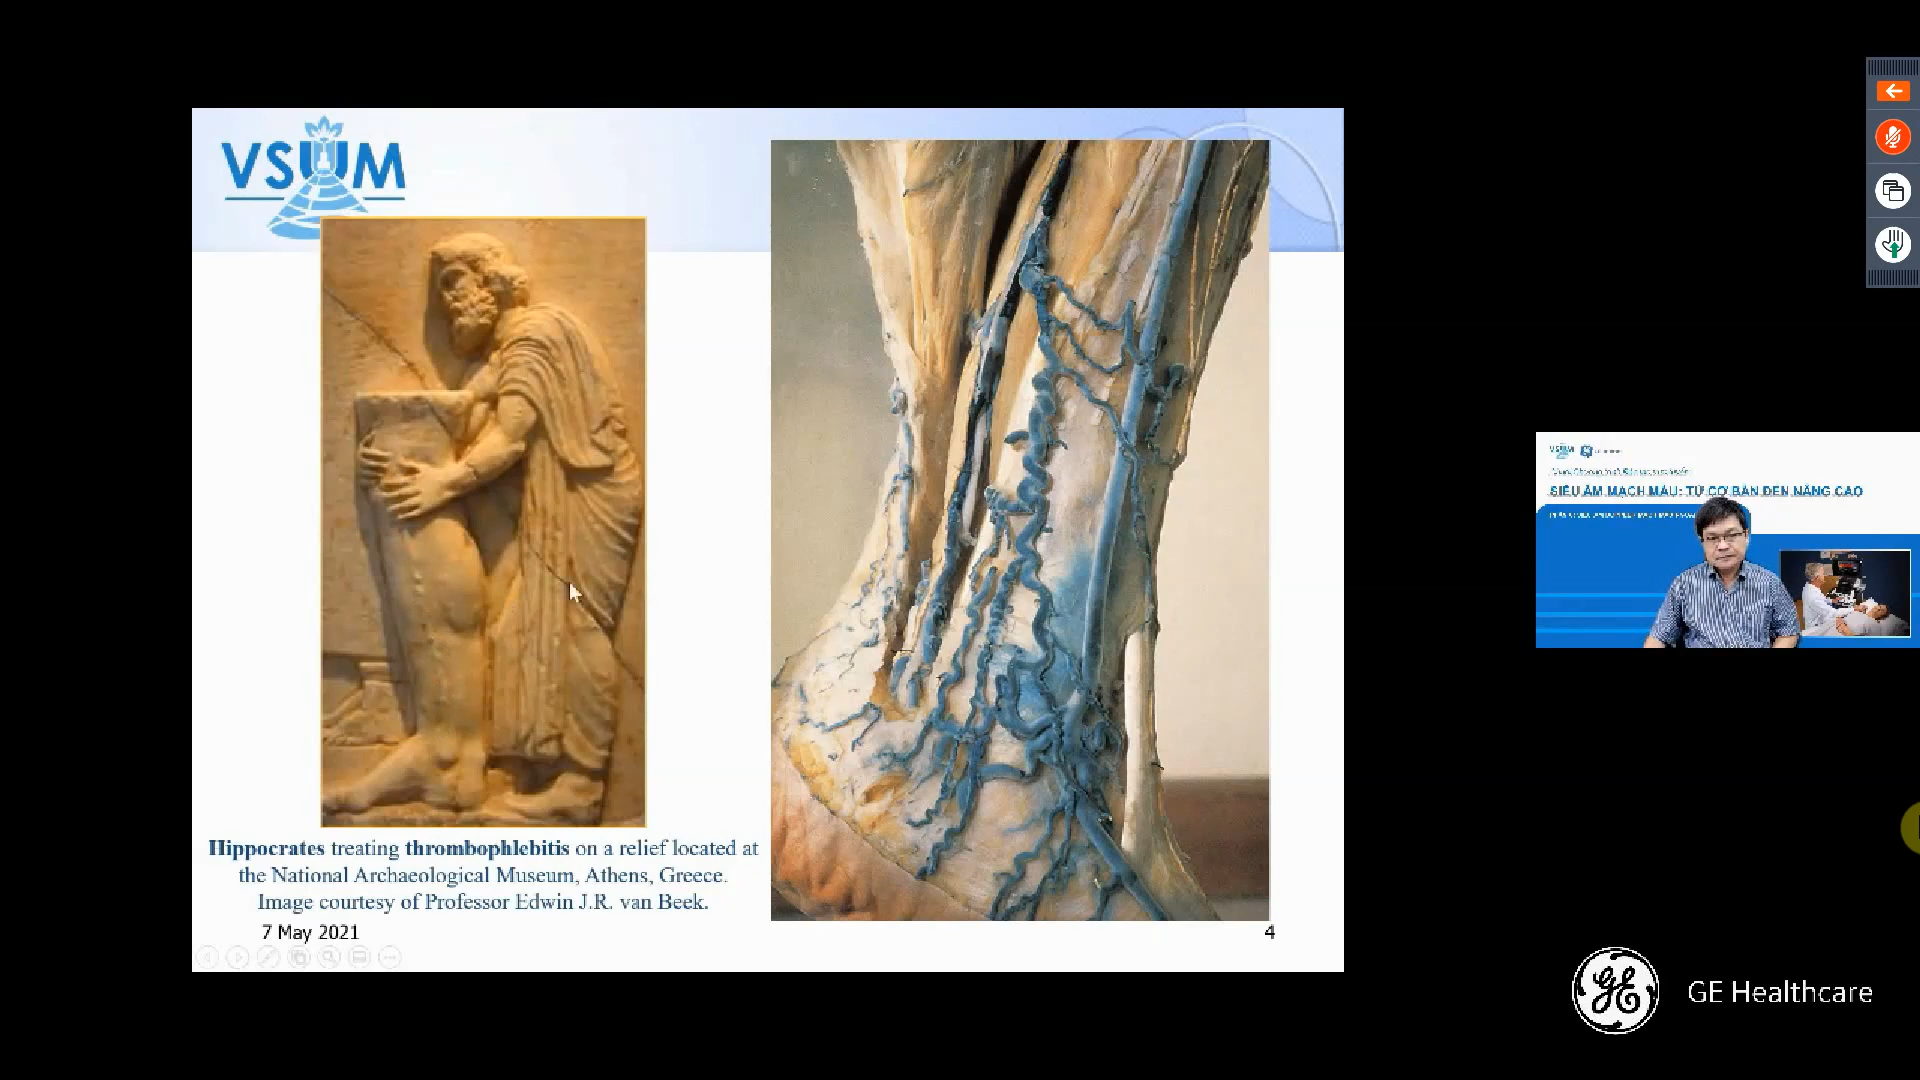 VSUM
Hippocrates treating thrombophlebitis on a relief located at
the National Archaeological Museum, Athens, Greece.
Image courtesy of Professor Edwin J.R. van Beek.
7 May 2021
4
VSUM
SIÊU ÂM MẠCH MÁU: TỪ CƠ BẢN ĐẾN NÂNG CAO
GE Healthcare